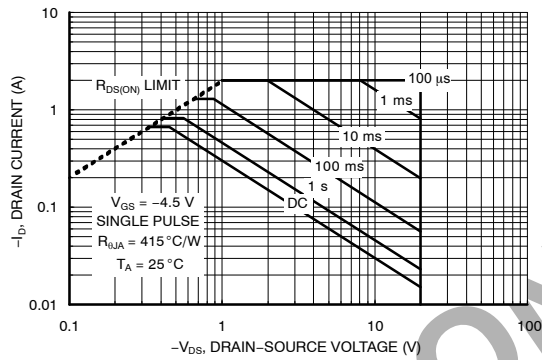 10
1
0.1
0.01
0.1
1
10
100
–I_D, DRAIN CURRENT (A)
–V_DS, DRAIN–SOURCE VOLTAGE (V)
R_DS(ON) LIMIT
100 μs
1 ms
10 ms
100 ms
1 s
DC
V_GS = –4.5 V
SINGLE PULSE
R_θJA = 415°C/W
T_A = 25°C